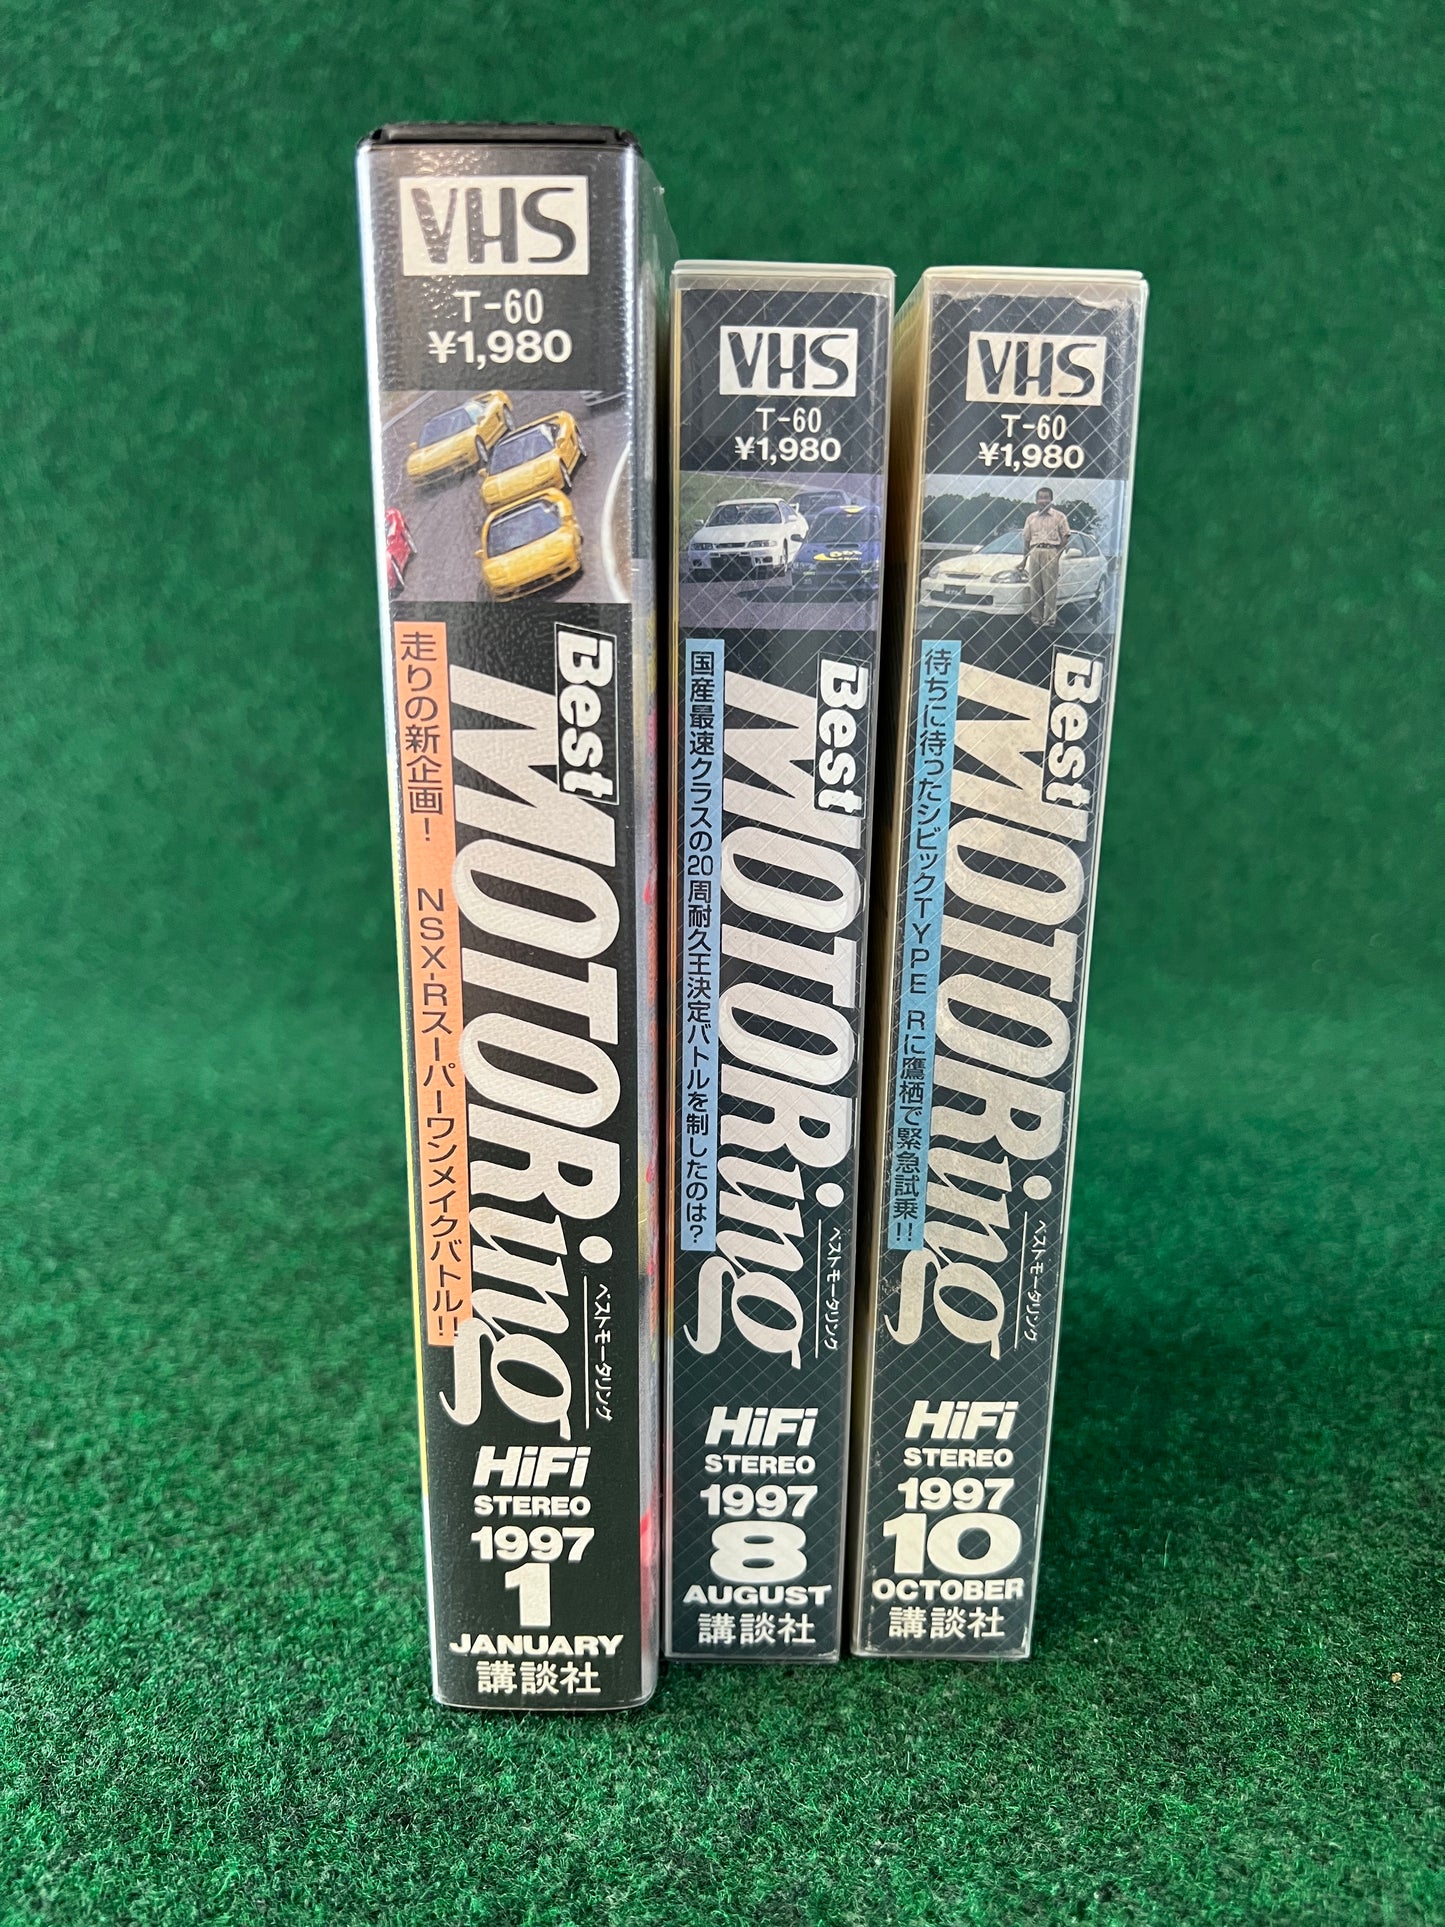 VHS
T-60
¥1,980
走りの新企画! NSX-Rスーパーワンメイクバトル!!
Best
MOTORing
ベストモータリング
HiFi
STEREO
1997
1
JANUARY
講談社
VHS
T-60
¥1,980
国産最速クラスの20周耐久王決定バトルを制したのは?
Best
MOTORing
ベストモータリング
HiFi
STEREO
1997
8
AUGUST
講談社
VHS
T-60
¥1,980
待ちに待ったシビックTYPE Rに鷹栖で緊急試乗!!
Best
MOTORing
ベストモータリング
HiFi
STEREO
1997
10
OCTOBER
講談社